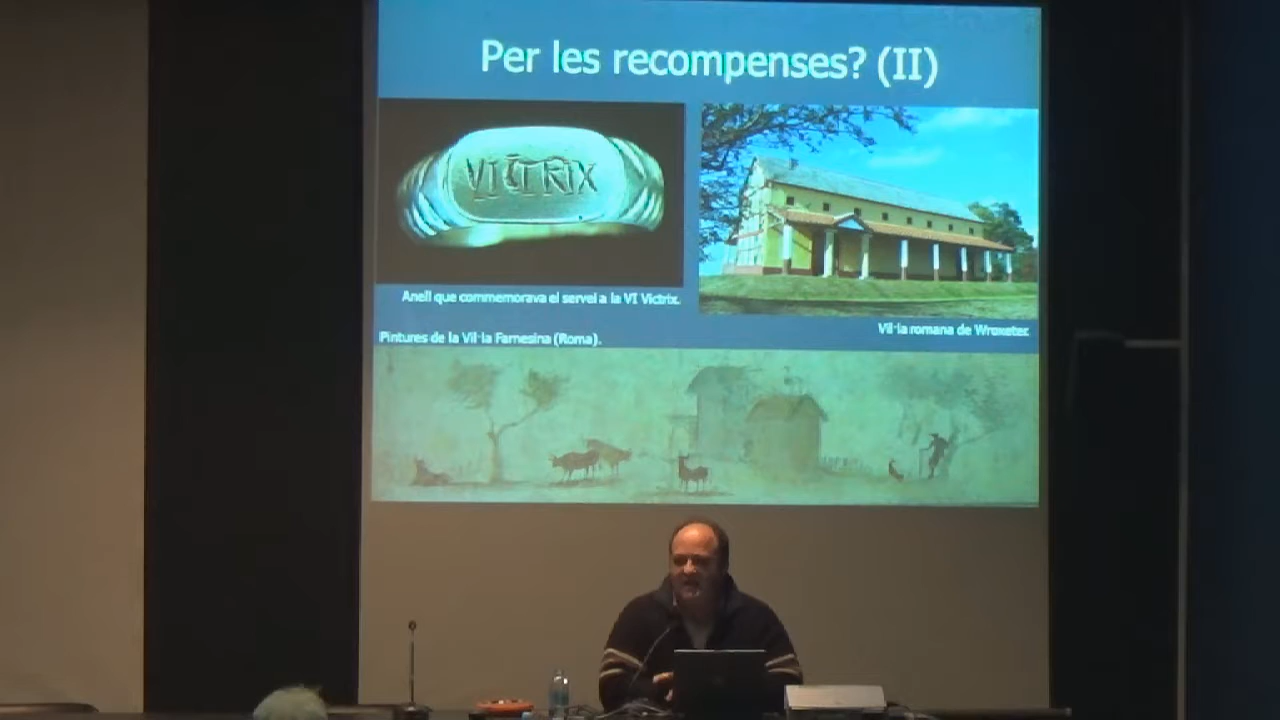 Per les recompenses? (II)
VICTRIX
Anell que commemorava el servei a la VI Victrix.
Vil·la romana de Wroxeter.
Pintures de la Vil·la Farnesina (Roma).